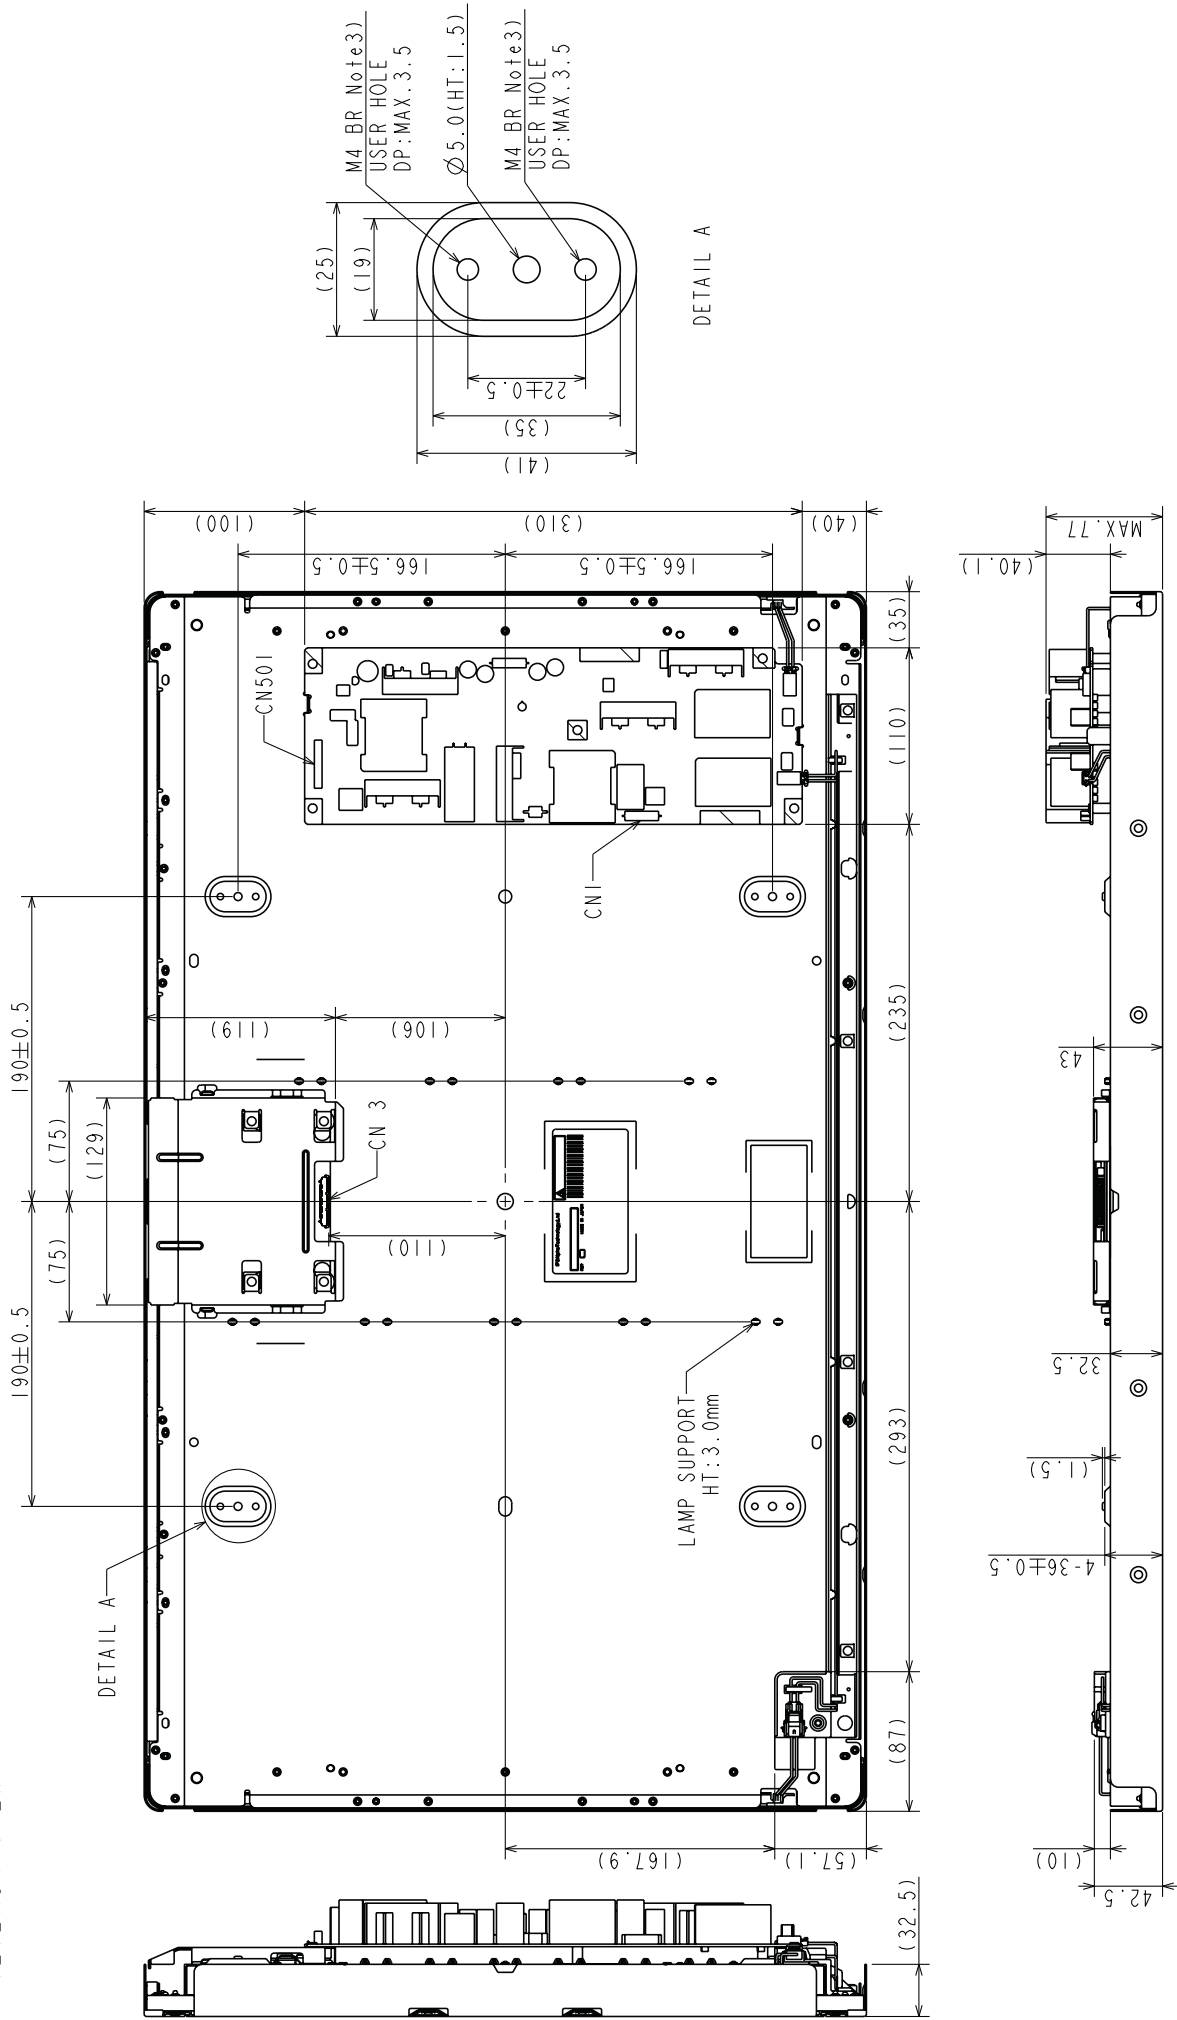 M4 BR Note3)
USER HOLE
DP:MAX.3.5
Ø5.0(HT:1.5)
M4 BR Note3)
USER HOLE
DP:MAX.3.5
(25)
(19)
DETAIL A
22±0.5
(35)
(41)
(100)
(310)
(40)
166.5±0.5
166.5±0.5
MAX.77
(40.1)
(35)
CN501
(110)
CN1
190±0.5
(119)
(106)
(235)
43
(75)
(129)
CN 3
(75)
(110)
190±0.5
32.5
LAMP SUPPORT
HT:3.0mm
(293)
(1.5)
4-36±0.5
DETAIL A
(87)
(167.9)
(57.1)
(10)
42.5
(32.5)